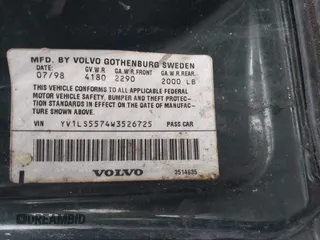 MFD. BY VOLVO GOTHENBURG SWEDEN
DATE: G.V.W.R GA.W.R.FRONT GA.W.R.REAR
07/98 4180 2290 2000 LB
THIS VEHICLE CONFORMS TO ALL APPLICABLE FEDERAL
MOTOR VEHICLE SAFETY, BUMPER AND THEFT PROTEC-
TION STANDARDS IN EFFECT ON THE DATE OF MANUFAC-
TURE SHOWN ABOVE.
VIN YV1LS5574W3526725 PASS CAR
VOLVO 3514635
DREAMBID